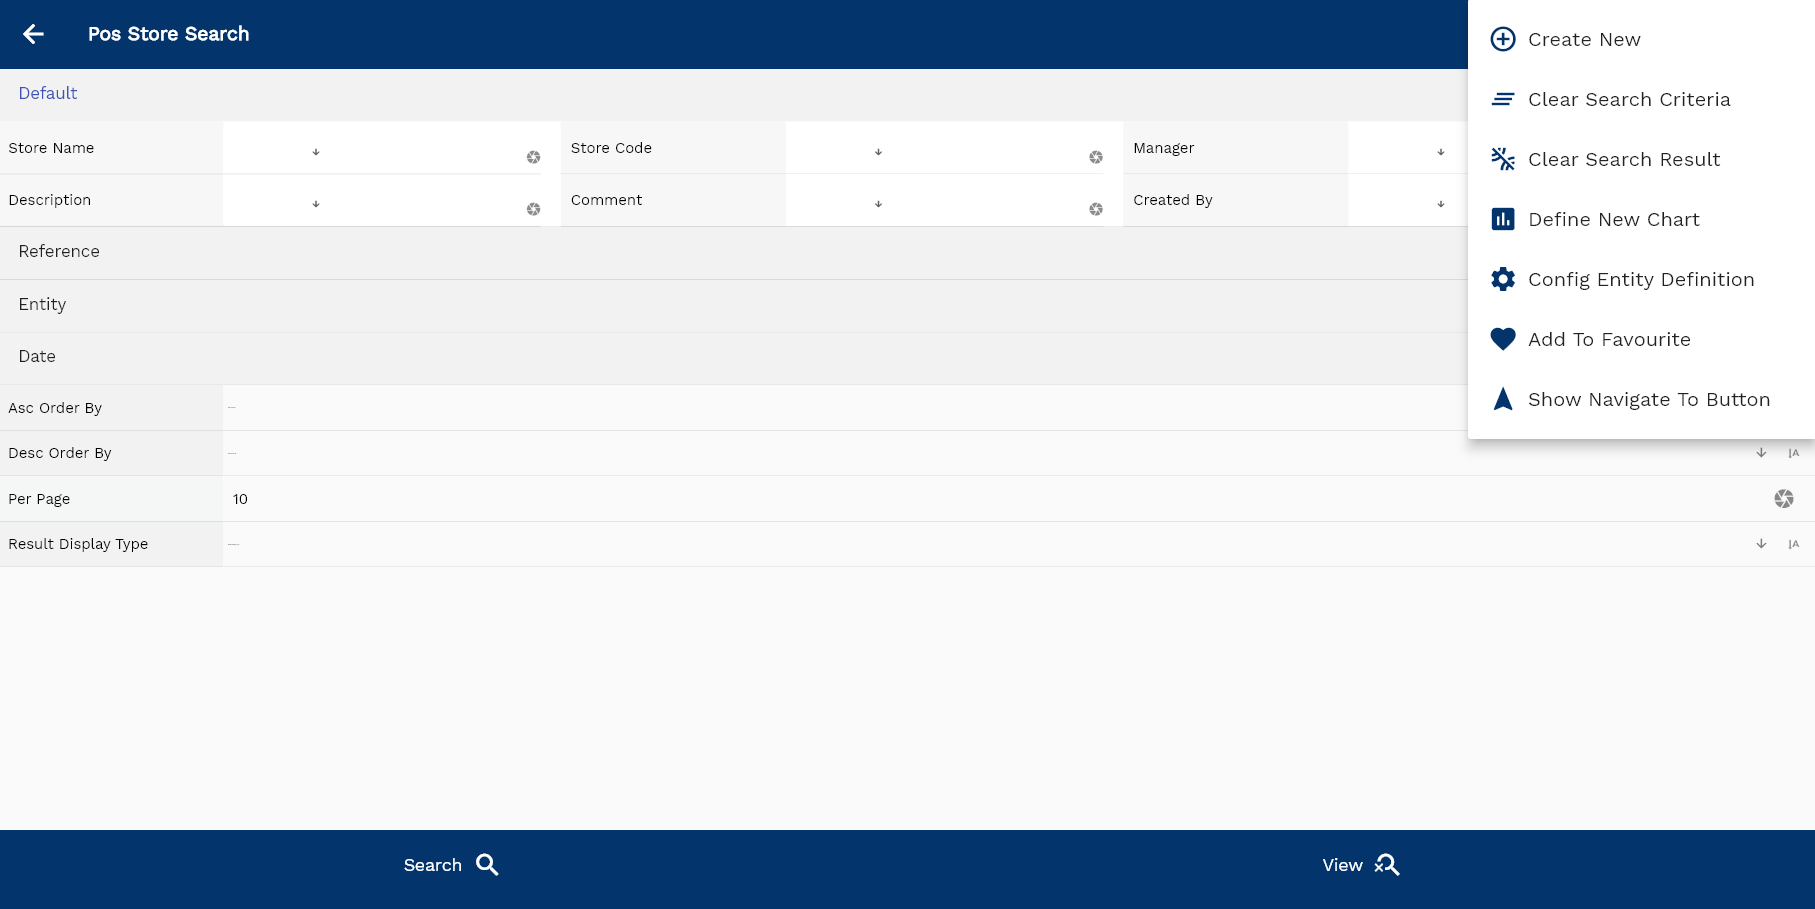 Pos Store Search
Create New
Clear Search Criteria
Clear Search Result
Define New Chart
Config Entity Definition
Add To Favourite
Show Navigate To Button
Default
Store Name
Store Code
Manager
Description
Comment
Created By
Reference
Entity
Date
Asc Order By
Desc Order By
Per Page 10
Result Display Type
Search
View